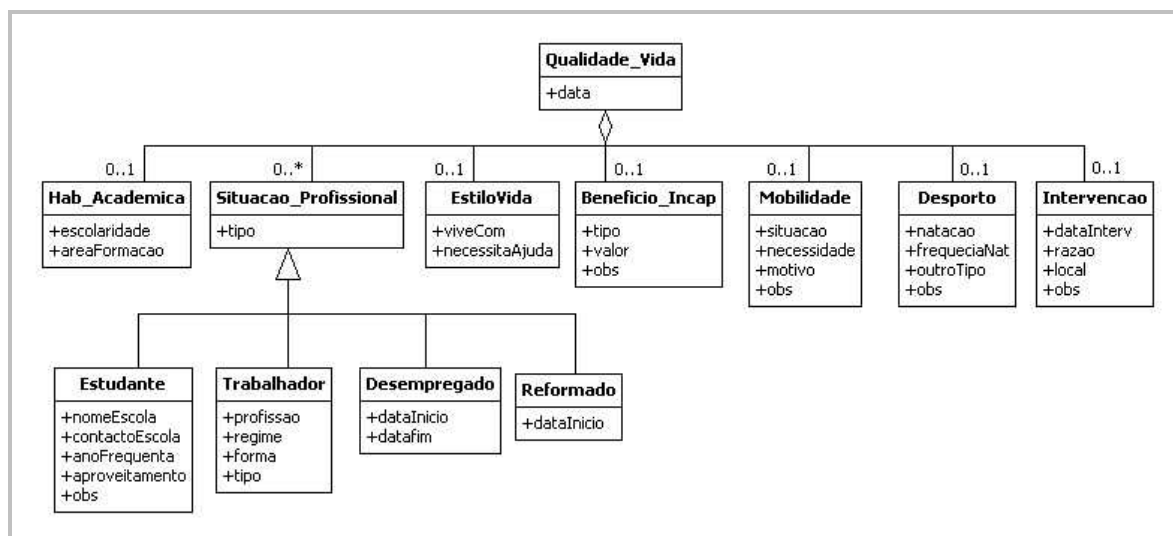 Qualidade_Vida
+data
0..1
0..*
0..1
0..1
0..1
0..1
0..1
Hab_Academica
+escolaridade
+areaFormacao
Situacao_Profissional
+tipo
EstiloVida
+viveCom
+necessitaAjuda
Beneficio_Incap
+tipo
+valor
+obs
Mobilidade
+situacao
+necessidade
+motivo
+obs
Desporto
+natacao
+frequeciaNat
+outroTipo
+obs
Intervencao
+dataInterv
+razao
+local
+obs
Estudante
+nomeEscola
+contactoEscola
+anoFrequenta
+aproveitamento
+obs
Trabalhador
+profissao
+regime
+forma
+tipo
Desempregado
+dataInicio
+datafim
Reformado
+dataInicio